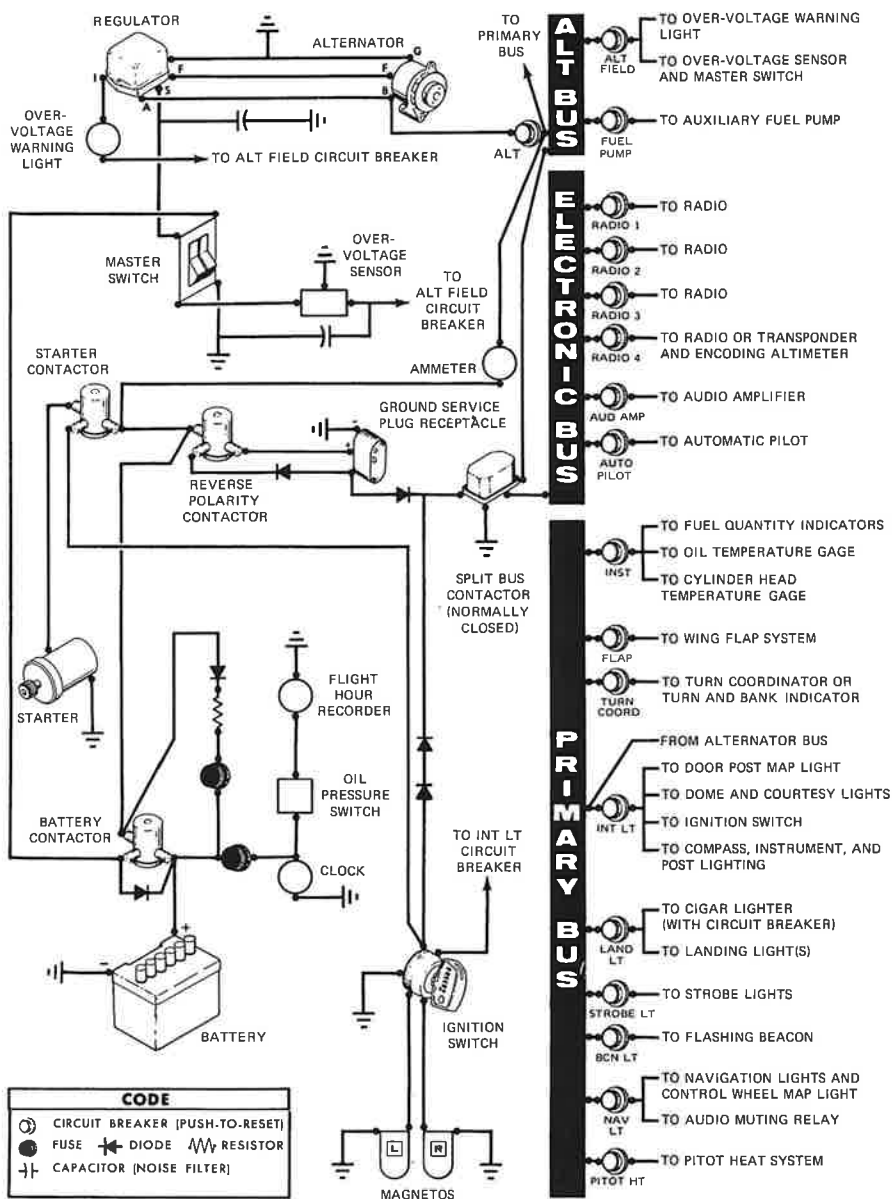 REGULATOR
ALTERNATOR
G
F
F
I
S
A
B
OVER-
VOLTAGE
WARNING
LIGHT
TO ALT FIELD CIRCUIT BREAKER
TO
PRIMARY
BUS
ALT
MASTER
SWITCH
OVER-
VOLTAGE
SENSOR
TO
ALT FIELD
CIRCUIT
BREAKER
STARTER
CONTACTOR
AMMETER
GROUND SERVICE
PLUG RECEPTACLE
-
+
REVERSE
POLARITY
CONTACTOR
SPLIT BUS
CONTACTOR
(NORMALLY
CLOSED)
STARTER
FLIGHT
HOUR
RECORDER
OIL
PRESSURE
SWITCH
BATTERY
CONTACTOR
CLOCK
TO INT LT
CIRCUIT
BREAKER
+
-
BATTERY
IGNITION
SWITCH
L
R
MAGNETOS
CODE
CIRCUIT BREAKER (PUSH-TO-RESET)
FUSE
DIODE
RESISTOR
CAPACITOR (NOISE FILTER)
ALT BUS
ALT
FIELD
TO OVER-VOLTAGE WARNING
LIGHT
TO OVER-VOLTAGE SENSOR
AND MASTER SWITCH
FUEL
PUMP
TO AUXILIARY FUEL PUMP
ELECTRONIC BUS
RADIO 1
TO RADIO
RADIO 2
TO RADIO
RADIO 3
TO RADIO
RADIO 4
TO RADIO OR TRANSPONDER
AND ENCODING ALTIMETER
AUD AMP
TO AUDIO AMPLIFIER
AUTO
PILOT
TO AUTOMATIC PILOT
PRIMARY BUS
INST
TO FUEL QUANTITY INDICATORS
TO OIL TEMPERATURE GAGE
TO CYLINDER HEAD
TEMPERATURE GAGE
FLAP
TO WING FLAP SYSTEM
TURN
COORD
TO TURN COORDINATOR OR
TURN AND BANK INDICATOR
FROM ALTERNATOR BUS
INT LT
TO DOOR POST MAP LIGHT
TO DOME AND COURTESY LIGHTS
TO IGNITION SWITCH
TO COMPASS, INSTRUMENT, AND
POST LIGHTING
LAND
LT
TO CIGAR LIGHTER
(WITH CIRCUIT BREAKER)
TO LANDING LIGHT(S)
STROBE LT
TO STROBE LIGHTS
BCN LT
TO FLASHING BEACON
NAV
LT
TO NAVIGATION LIGHTS AND
CONTROL WHEEL MAP LIGHT
TO AUDIO MUTING RELAY
PITOT HT
TO PITOT HEAT SYSTEM